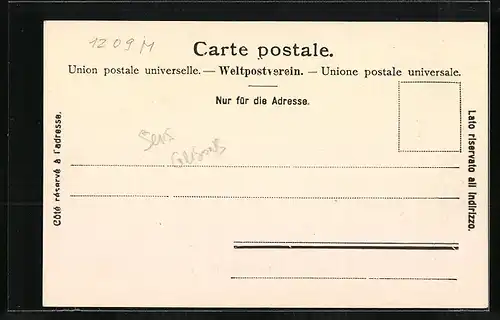 1209 M
Carte postale.
Union postale universelle. — Weltpostverein. — Unione postale universale.
Nur für die Adresse.
Côté réservé à l'adresse.
Lato riservato all indirizzo.